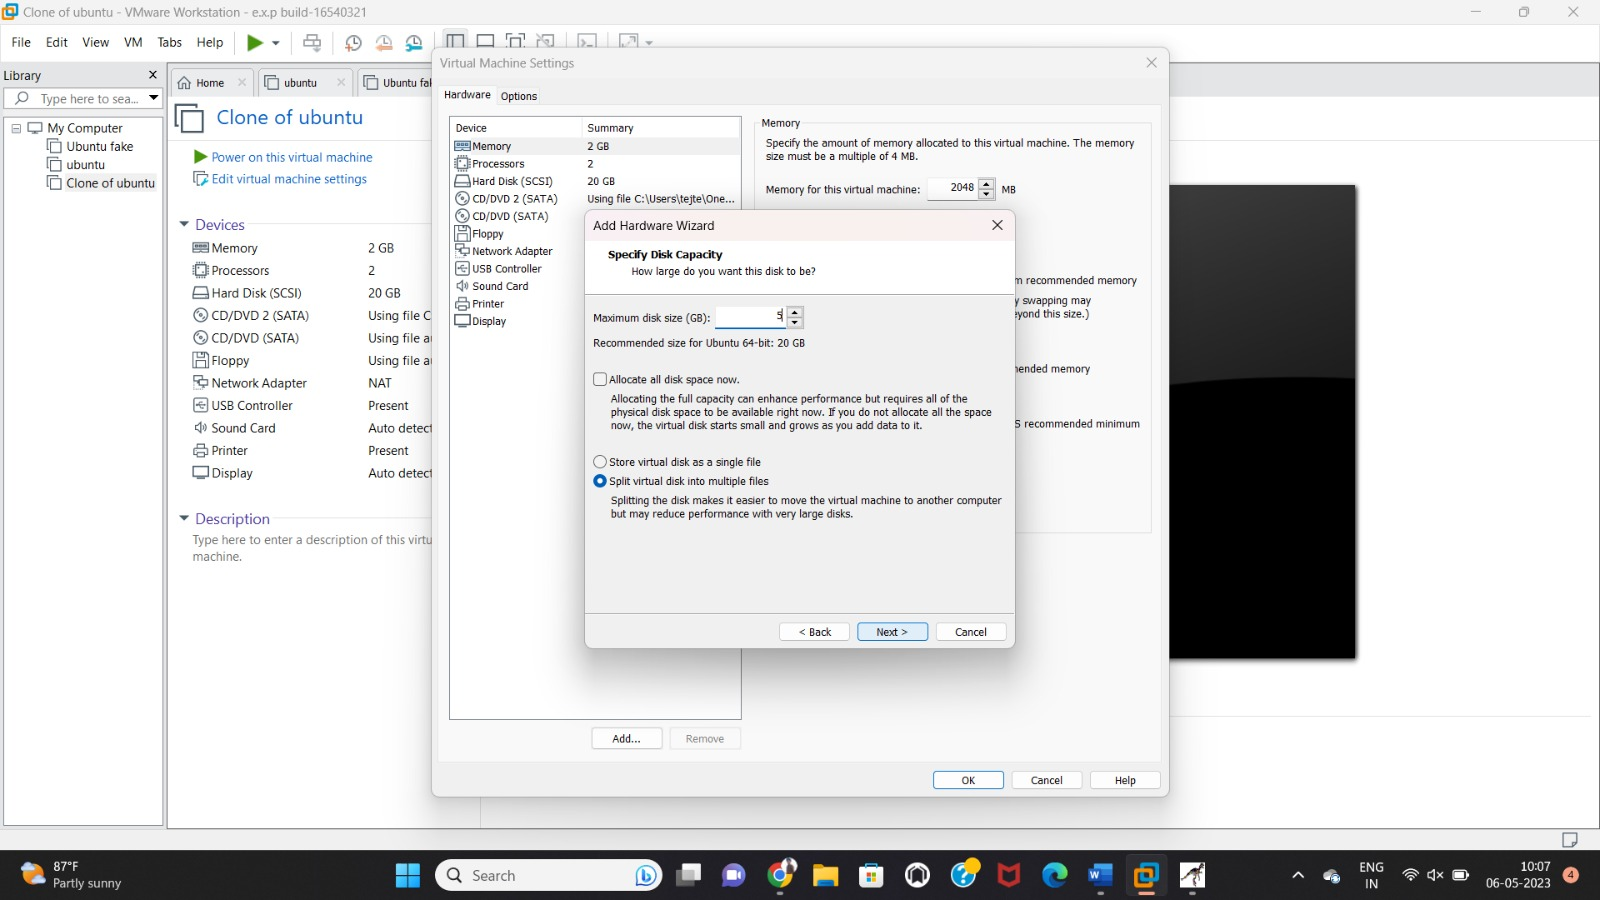 Clone of ubuntu - VMware Workstation - e.x.p build-16540321
File Edit View VM Tabs Help
Library
Type here to sea...
My Computer
Ubuntu fake
ubuntu
Clone of ubuntu
Home
ubuntu
Ubuntu fa
Clone of ubuntu
Power on this virtual machine
Edit virtual machine settings
Devices
Memory 2 GB
Processors 2
Hard Disk (SCSI) 20 GB
CD/DVD 2 (SATA) Using file C
CD/DVD (SATA) Using file a
Floppy Using file a
Network Adapter NAT
USB Controller Present
Sound Card Auto detect
Printer Present
Display Auto detect
Description
Type here to enter a description of this virtu
machine.
Virtual Machine Settings
Hardware Options
Device Summary
Memory 2 GB
Processors 2
Hard Disk (SCSI) 20 GB
CD/DVD 2 (SATA) Using file C:\Users\tejte\One...
CD/DVD (SATA)
Floppy
Network Adapter
USB Controller
Sound Card
Printer
Display
Add...
Remove
Memory
Specify the amount of memory allocated to this virtual machine. The memory
size must be a multiple of 4 MB.
Memory for this virtual machine: 2048 MB
m recommended memory
y swapping may
eyond this size.)
ended memory
S recommended minimum
OK
Cancel
Help
Add Hardware Wizard
Specify Disk Capacity
How large do you want this disk to be?
Maximum disk size (GB): 5
Recommended size for Ubuntu 64-bit: 20 GB
Allocate all disk space now.
Allocating the full capacity can enhance performance but requires all of the
physical disk space to be available right now. If you do not allocate all the space
now, the virtual disk starts small and grows as you add data to it.
Store virtual disk as a single file
Split virtual disk into multiple files
Splitting the disk makes it easier to move the virtual machine to another computer
but may reduce performance with very large disks.
< Back
Next >
Cancel
87°F
Partly sunny
Search
ENG
IN
10:07
06-05-2023
4